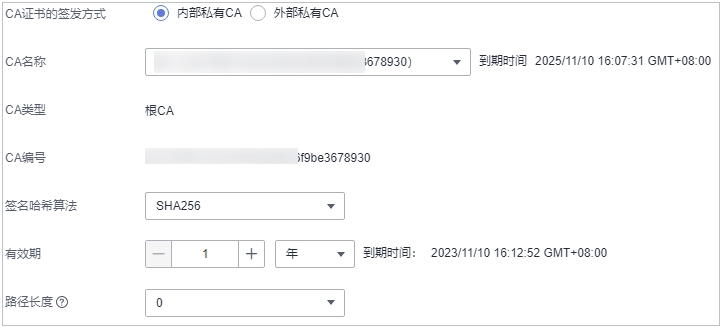 CA证书的签发方式 内部私有CA 外部私有CA
CA名称 3678930) 到期时间 2025/11/10 16:07:31 GMT+08:00
CA类型 根CA
CA编号 6f9be3678930
签名哈希算法 SHA256
有效期 — 1 + 年 到期时间： 2023/11/10 16:12:52 GMT+08:00
路径长度 ? 0